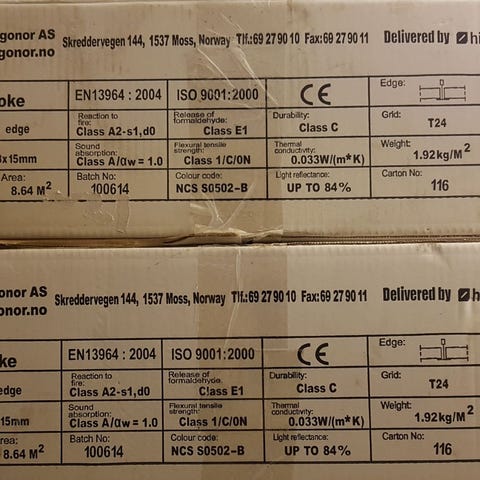 gonor AS
gonor.no
Skreddervegen 144, 1537 Moss, Norway Tlf.:69 27 90 10 Fax:69 27 90 11
Delivered by hi
oke
EN13964 : 2004
ISO 9001:2000
CE
Edge:
edge
Reaction to fire:
Class A2-s1,d0
Release of formaldehyde:
Class E1
Durability:
Class C
Grid:
T24
x15mm
Sound absorption:
Class A/αw = 1.0
Flexural tensile strength:
Class 1/C/0N
Thermal conductivity:
0.033W/(m*K)
Weight:
1.92kg/M²
Area:
8.64 M²
Batch No:
100614
Colour code:
NCS S0502-B
Light reflectance:
UP TO 84%
Carton No:
116
onor AS
onor.no
Skreddervegen 144, 1537 Moss, Norway Tlf.:69 27 90 10 Fax:69 27 90 11
Delivered by hi
ke
EN13964 : 2004
ISO 9001:2000
CE
Edge:
edge
Reaction to fire:
Class A2-s1,d0
Release of formaldehyde:
Class E1
Durability:
Class C
Grid:
T24
15mm
Sound absorption:
Class A/αw = 1.0
Flexural tensile strength:
Class 1/C/0N
Thermal conductivity:
0.033W/(m*K)
Weight:
1.92kg/M²
Area:
8.64 M²
Batch No:
100614
Colour code:
NCS S0502-B
Light reflectance:
UP TO 84%
Carton No:
116